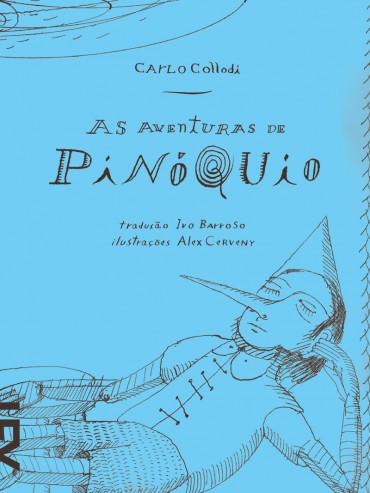 CARLO Collodi
AS AVENTURAS DE
PiNÓQUio
tradução Ivo Barroso
ilustrações Alex Cerveny